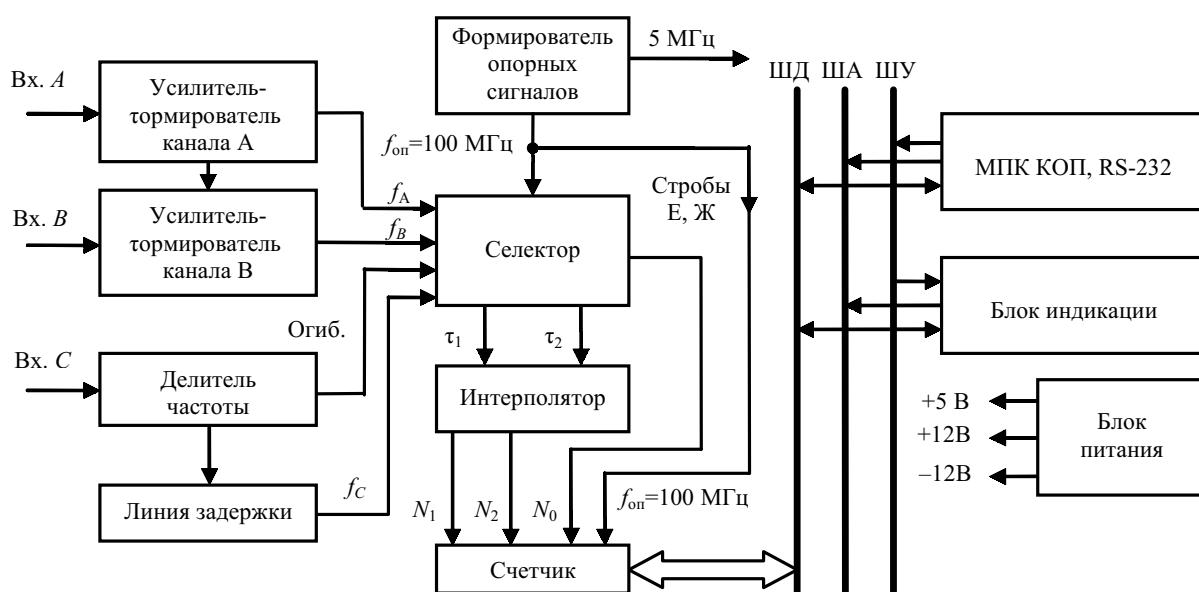 Формирователь
опорных
сигналов
5 МГц
ШД ША ШУ
Вх. A
Усилитель-
тормирователь
канала А
fоп=100 МГц
Стробы
Е, Ж
МПК КОП, RS-232
fA
Вх. B
Усилитель-
тормирователь
канала В
fB
Селектор
Огиб.
τ1
τ2
Блок индикации
Вх. C
Делитель
частоты
Интерполятор
+5 В
+12В
–12В
Блок
питания
Линия задержки
fC
N1
N2
N0
fоп=100 МГц
Счетчик